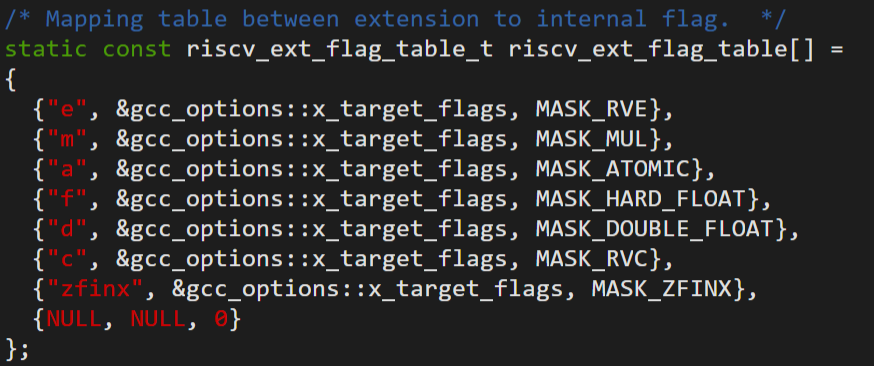 /* Mapping table between extension to internal flag.  */
static const riscv_ext_flag_table_t riscv_ext_flag_table[] =
{
  {"e", &gcc_options::x_target_flags, MASK_RVE},
  {"m", &gcc_options::x_target_flags, MASK_MUL},
  {"a", &gcc_options::x_target_flags, MASK_ATOMIC},
  {"f", &gcc_options::x_target_flags, MASK_HARD_FLOAT},
  {"d", &gcc_options::x_target_flags, MASK_DOUBLE_FLOAT},
  {"c", &gcc_options::x_target_flags, MASK_RVC},
  {"zfinx", &gcc_options::x_target_flags, MASK_ZFINX},
  {NULL, NULL, 0}
};